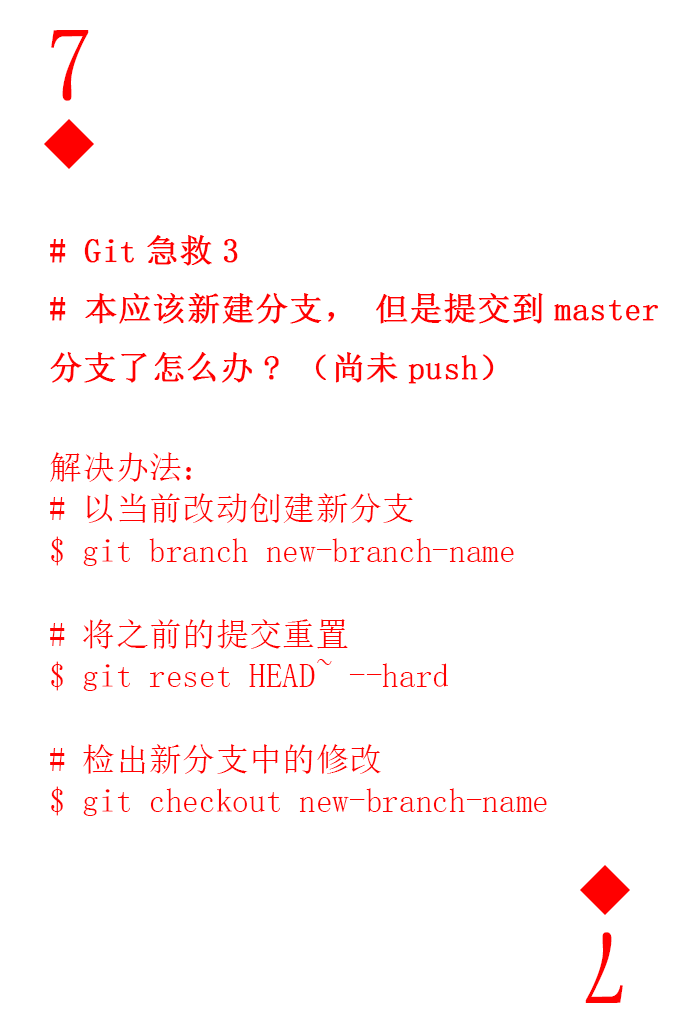 7
# Git 急救 3
# 本应该新建分支， 但是提交到 master
分支了怎么办？ （尚未 push）
解决办法：
# 以当前改动创建新分支
$ git branch new-branch-name
# 将之前的提交重置
$ git reset HEAD~ --hard
# 检出新分支中的修改
$ git checkout new-branch-name
7